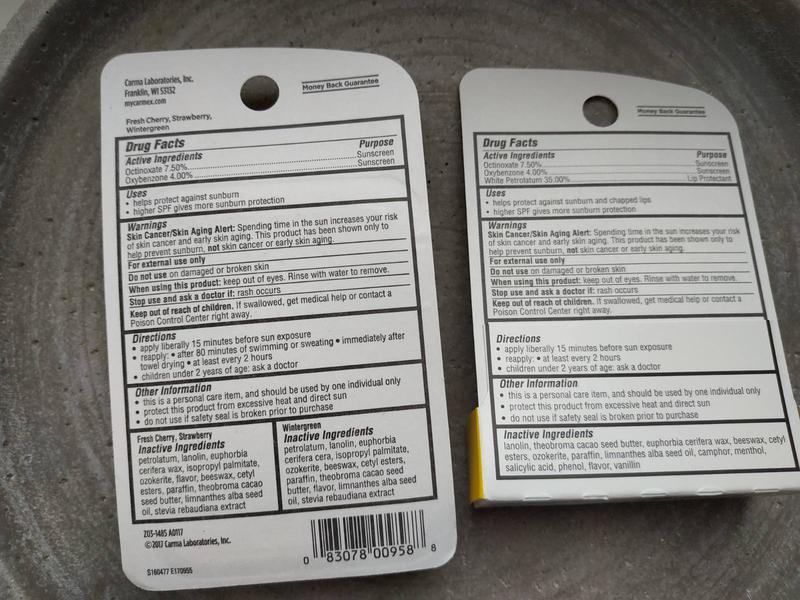 Carma Laboratories, Inc.
Franklin, WI 53132
mycarmex.com
Money Back Guarantee
Fresh Cherry, Strawberry,
Wintergreen
Drug Facts
Active Ingredients Purpose
Octinoxate 7.50%..........Sunscreen
Oxybenzone 4.00%..........Sunscreen
Uses
• helps protect against sunburn
• higher SPF gives more sunburn protection
Warnings
Skin Cancer/Skin Aging Alert: Spending time in the sun increases your risk
of skin cancer and early skin aging. This product has been shown only to
help prevent sunburn, not skin cancer or early skin aging.
For external use only
Do not use on damaged or broken skin
When using this product: keep out of eyes. Rinse with water to remove.
Stop use and ask a doctor if: rash occurs
Keep out of reach of children. If swallowed, get medical help or contact a
Poison Control Center right away.
Directions
• apply liberally 15 minutes before sun exposure
• reapply: • after 80 minutes of swimming or sweating • immediately after
towel drying • at least every 2 hours
• children under 2 years of age: ask a doctor
Other Information
• this is a personal care item, and should be used by one individual only
• protect this product from excessive heat and direct sun
• do not use if safety seal is broken prior to purchase
Fresh Cherry, Strawberry
Inactive Ingredients
petrolatum, lanolin, euphorbia
cerifera wax, isopropyl palmitate,
ozokerite, flavor, beeswax, cetyl
esters, paraffin, theobroma cacao
seed butter, limnanthes alba seed
oil, stevia rebaudiana extract
Wintergreen
Inactive Ingredients
petrolatum, lanolin, euphorbia
cerifera cera, isopropyl palmitate,
ozokerite, beeswax, cetyl esters,
paraffin, theobroma cacao seed
butter, flavor, limnanthes alba seed
oil, stevia rebaudiana extract
Z03-1485 A0117
©2017 Carma Laboratories, Inc.
S160477 E170955
0 83078 00958 8
Money Back Guarantee
Drug Facts
Active Ingredients Purpose
Octinoxate 7.50%..........Sunscreen
Oxybenzone 4.00%..........Sunscreen
White Petrolatum 35.00%..........Lip Protectant
Uses
• helps protect against sunburn and chapped lips
• higher SPF gives more sunburn protection
Warnings
Skin Cancer/Skin Aging Alert: Spending time in the sun increases your risk
of skin cancer and early skin aging. This product has been shown only to
help prevent sunburn, not skin cancer or early skin aging.
For external use only
Do not use on damaged or broken skin
When using this product: keep out of eyes. Rinse with water to remove.
Stop use and ask a doctor if: rash occurs
Keep out of reach of children. If swallowed, get medical help or contact a
Poison Control Center right away.
Directions
• apply liberally 15 minutes before sun exposure
• reapply: • at least every 2 hours
• children under 2 years of age: ask a doctor
Other Information
• this is a personal care item, and should be used by one individual only
• protect this product from excessive heat and direct sun
• do not use if safety seal is broken prior to purchase
Inactive Ingredients
lanolin, theobroma cacao seed butter, euphorbia cerifera wax, beeswax, cetyl
esters, ozokerite, paraffin, limnanthes alba seed oil, camphor, menthol,
salicylic acid, phenol, flavor, vanillin